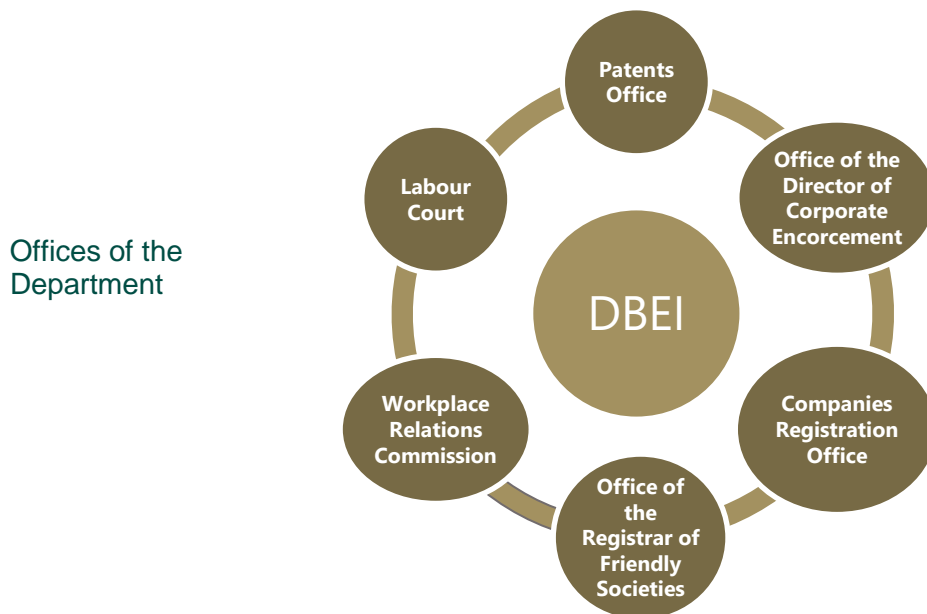 Offices of the
Department
Patents
Office
Office of the
Director of
Corporate
Encorcement
Companies
Registration
Office
Office of
the
Registrar of
Friendly
Societies
Workplace
Relations
Commission
Labour
Court
DBEI